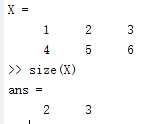 X =
1 2 3
4 5 6
>> size(X)
ans =
2 3